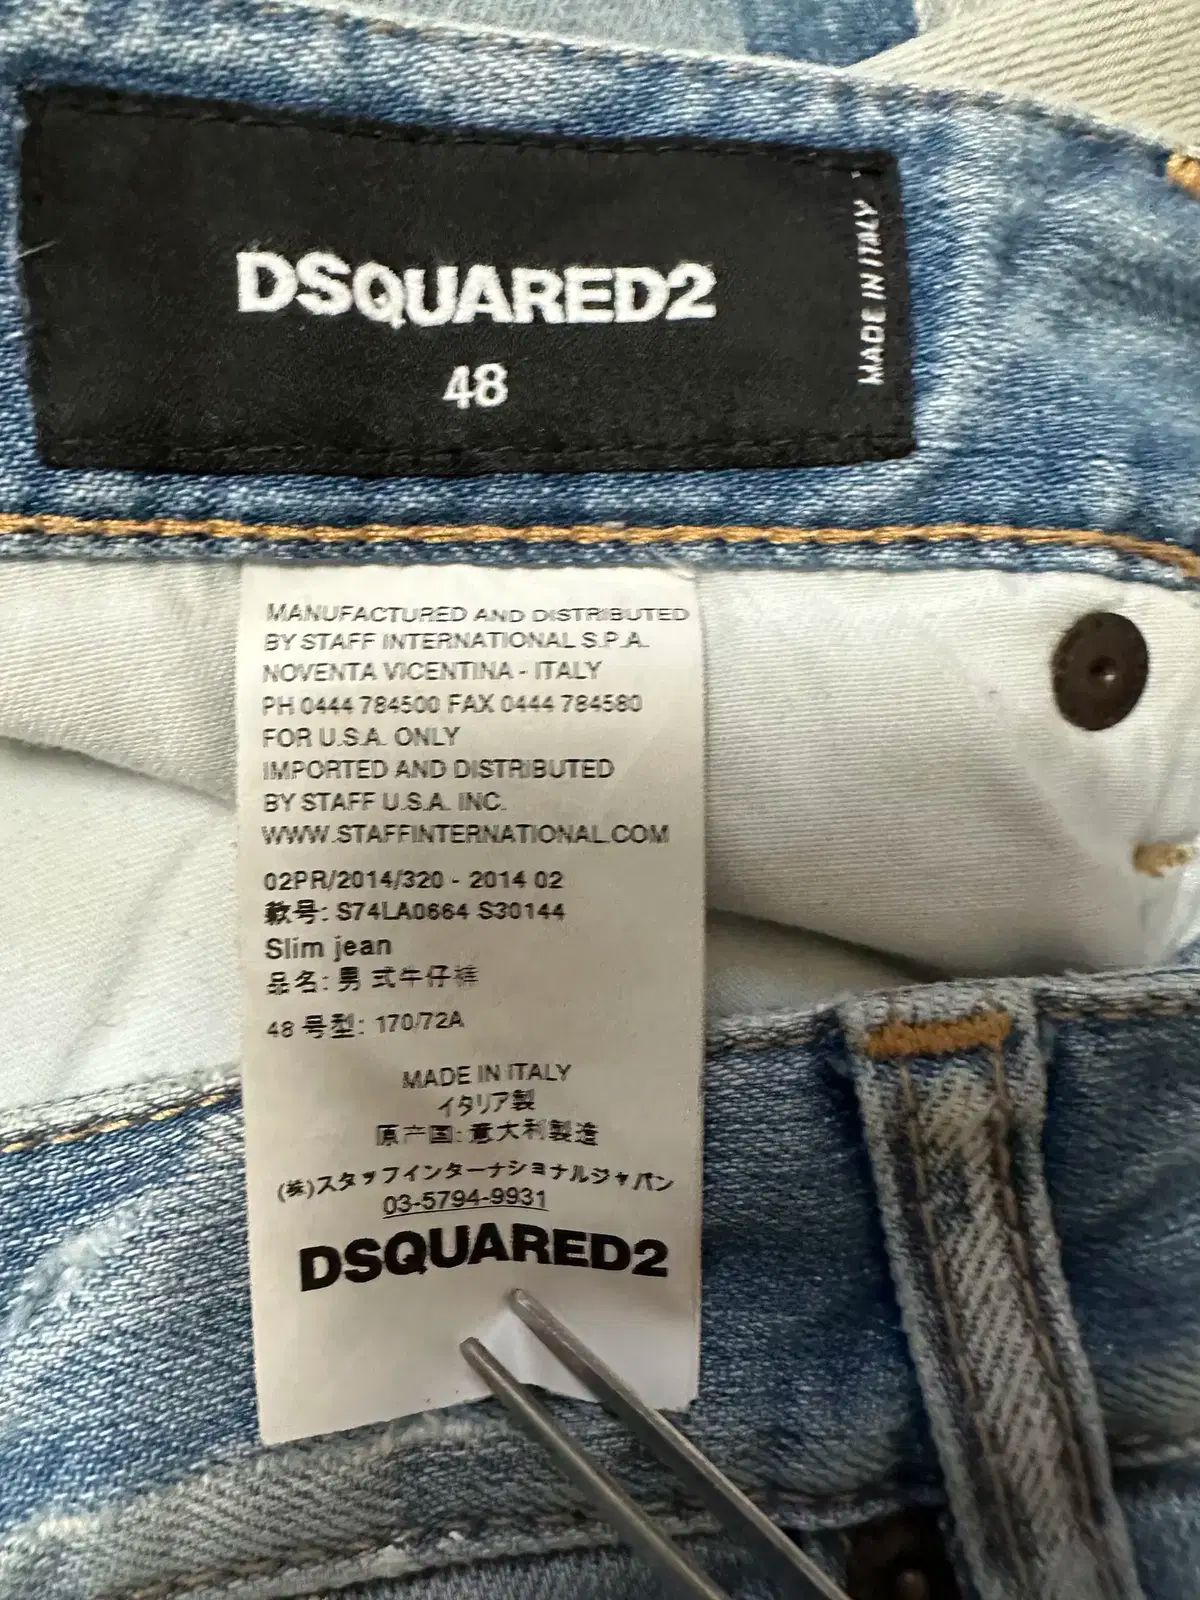 DSQUARED2
48
MADE IN ITALY
MANUFACTURED AND DISTRIBUTED
BY STAFF INTERNATIONAL S.P.A.
NOVENTA VICENTINA - ITALY
PH 0444 784500 FAX 0444 784580
FOR U.S.A. ONLY
IMPORTED AND DISTRIBUTED
BY STAFF U.S.A. INC.
WWW.STAFFINTERNATIONAL.COM
02PR/2014/320 - 2014 02
款号: S74LA0664 S30144
Slim jean
品名: 男式牛仔裤
48 号型: 170/72A
MADE IN ITALY
イタリア製
原产国: 意大利製造
(株)スタッフインターナショナルジャパン
03-5794-9931
DSQUARED2